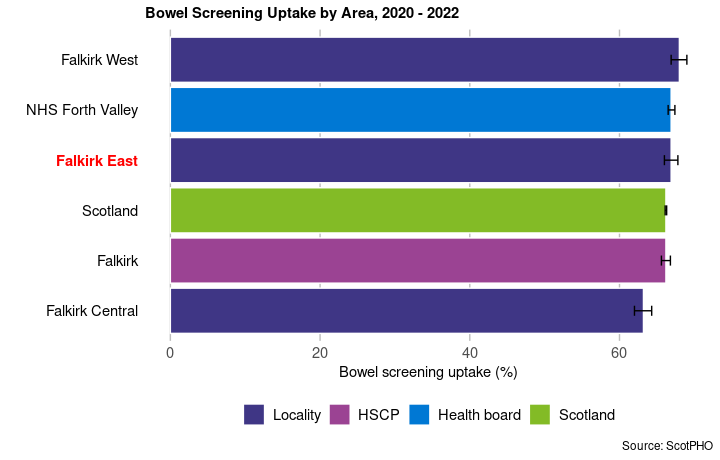 Bowel Screening Uptake by Area, 2020 - 2022
Falkirk West
NHS Forth Valley
Falkirk East
Scotland
Falkirk
Falkirk Central
0 20 40 60
Bowel screening uptake (%)
Locality HSCP Health board Scotland
Source: ScotPHO